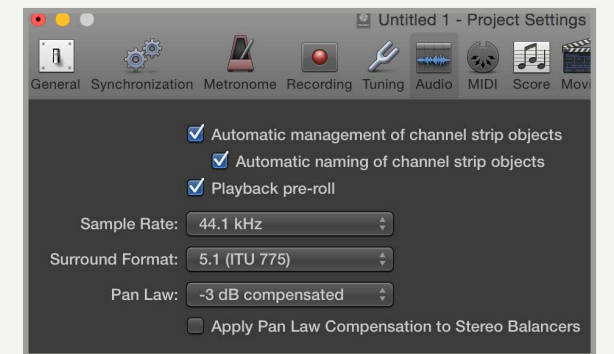 Untitled 1 - Project Settings
General Synchronization Metronome Recording Tuning Audio MIDI Score Movi
Automatic management of channel strip objects
Automatic naming of channel strip objects
Playback pre-roll
Sample Rate: 44.1 kHz
Surround Format: 5.1 (ITU 775)
Pan Law: -3 dB compensated
Apply Pan Law Compensation to Stereo Balancers